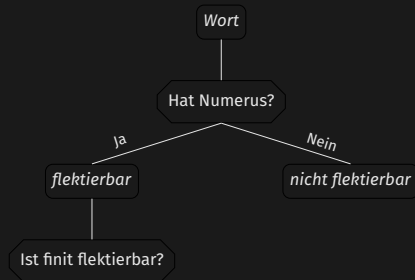 Wort
Hat Numerus?
Ja
Nein
flektierbar
nicht flektierbar
Ist finit flektierbar?